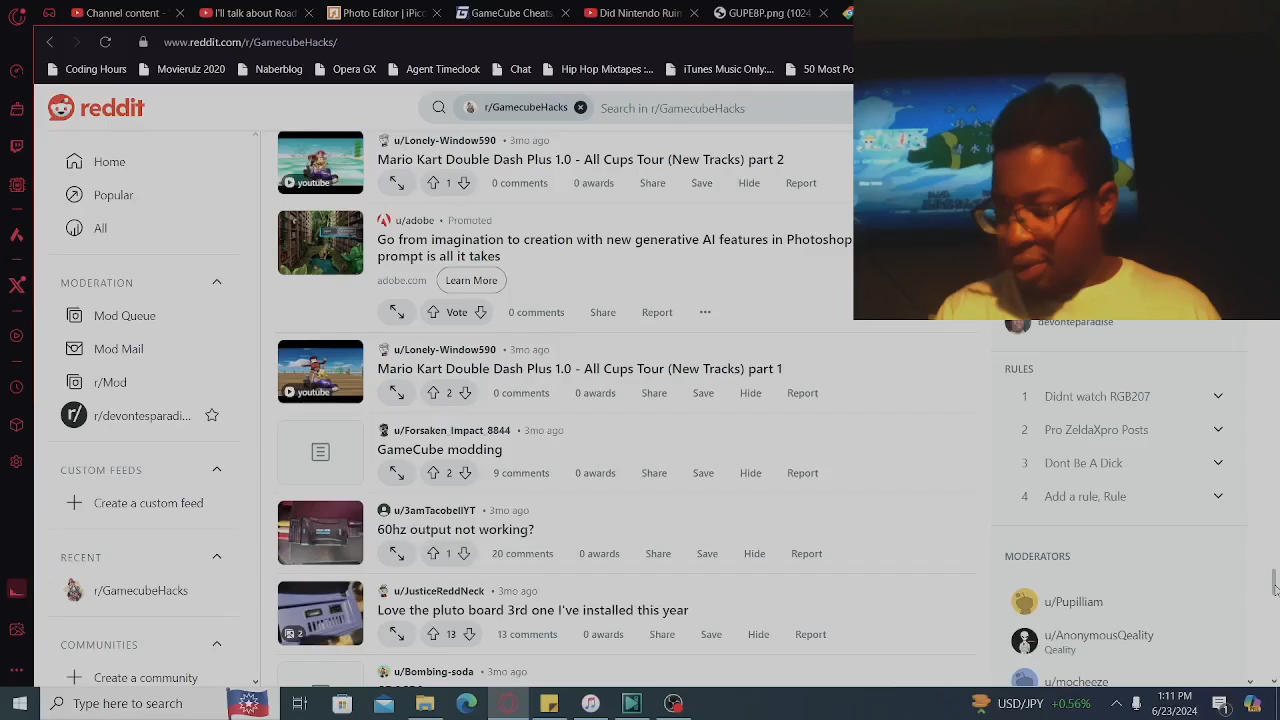 I'll talk about Razo
Photo Editor | iPicc
GameCube Cheats
Did Nintendo Ruin
GUPE8P.png (1024
www.reddit.com/r/GamecubeHacks/
Coding Hours
Movierulz 2020
Naberblog
Opera GX
Agent Timeclock
Chat
Hip Hop Mixtapes :...
iTunes Music Only:...
50 Most Po
reddit
r/GamecubeHacks
Search in r/GamecubeHacks
Home
Popular
All
MODERATION
Mod Queue
Mod Mail
r/Mod
r/devontesparadi...
CUSTOM FEEDS
Create a custom feed
RECENT
r/GamecubeHacks
COMMUNITIES
Create a community
u/Lonely-Window590 • 3mo ago
Mario Kart Double Dash Plus 1.0 - All Cups Tour (New Tracks) part 2
youtube
1 0 comments 0 awards Share Save Hide Report
u/adobe • Promoted
Go from imagination to creation with new generative AI features in Photoshop
prompt is all it takes
adobe.com Learn More
Vote 0 comments Share Report
u/Lonely-Window590 • 3mo ago
Mario Kart Double Dash Plus 1.0 - All Cups Tour (New Tracks) part 1
youtube
2 0 comments 0 awards Share Save Hide Report
u/Forsaken_Impact_8844 • 3mo ago
GameCube modding
2 9 comments 0 awards Share Save Hide Report
u/3amTacobellYT • 3mo ago
60hz output not working?
1 20 comments 0 awards Share Save Hide Report
u/JusticeReddNeck • 3mo ago
Love the pluto board 3rd one I've installed this year
2
13 13 comments 0 awards Share Save Hide Report
u/Bombing-soda • 3mo ago
devonteparadise
RULES
1 Didnt watch RGB207
2 Pro ZeldaXpro Posts
3 Dont Be A Dick
4 Add a rule, Rule
MODERATORS
u/Pupilliam
u/AnonymousQeality
Qeality
u/mocheeze
Type here to search
USD/JPY +0.56%
1:11 PM
6/23/2024